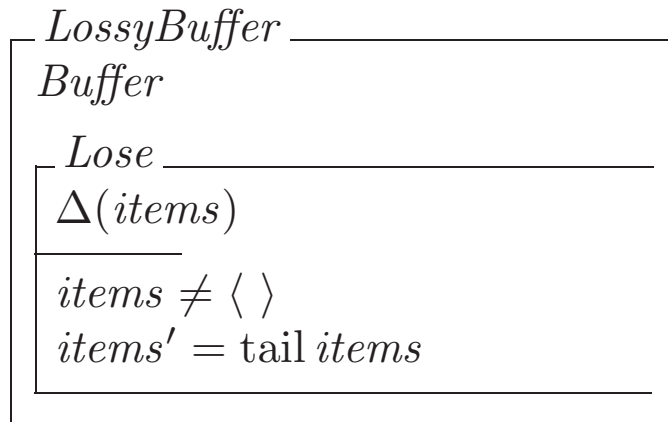 LossyBuffer
Buffer
Lose
Δ(items)
items ≠ ⟨ ⟩
items′ = tail items